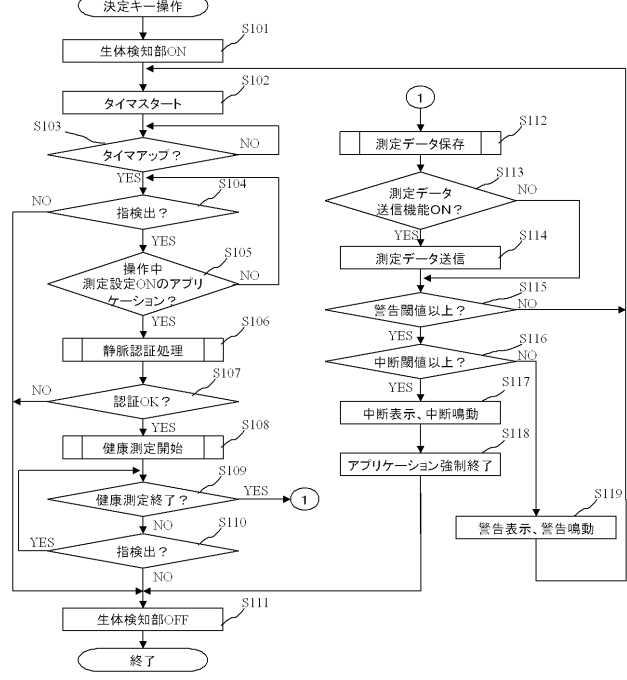 決定キー操作
S101
生体検知部ON
S102
タイマスタート
S103
タイマアップ?
NO
YES
S104
NO
指検出?
YES
S105
操作中
測定設定ONのアプリ
ケーション?
NO
YES
S106
静脈認証処理
S107
NO
認証OK?
YES
S108
健康測定開始
S109
健康測定終了?
YES
1
NO
S110
YES
指検出?
NO
S111
生体検知部OFF
終了
1
S112
測定データ保存
S113
測定データ
送信機能ON?
NO
YES
S114
測定データ送信
S115
警告閾値以上?
NO
YES
S116
中断閾値以上?
NO
YES
S117
中断表示、中断鳴動
S118
アプリケーション強制終了
S119
警告表示、警告鳴動